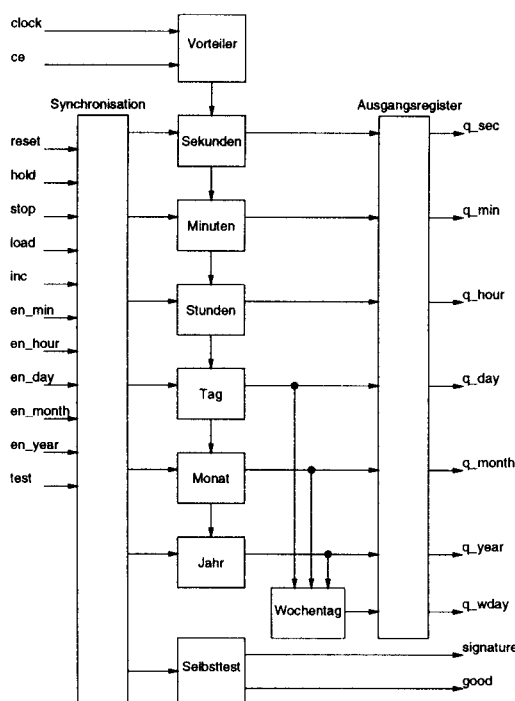 clock
Vorteiler
ce
Synchronisation
Ausgangsregister
reset
hold
stop
load
inc
en_min
en_hour
en_day
en_month
en_year
test
Sekunden
Minuten
Stunden
Tag
Monat
Jahr
Wochentag
Selbsttest
q_sec
q_min
q_hour
q_day
q_month
q_year
q_wday
signature
good